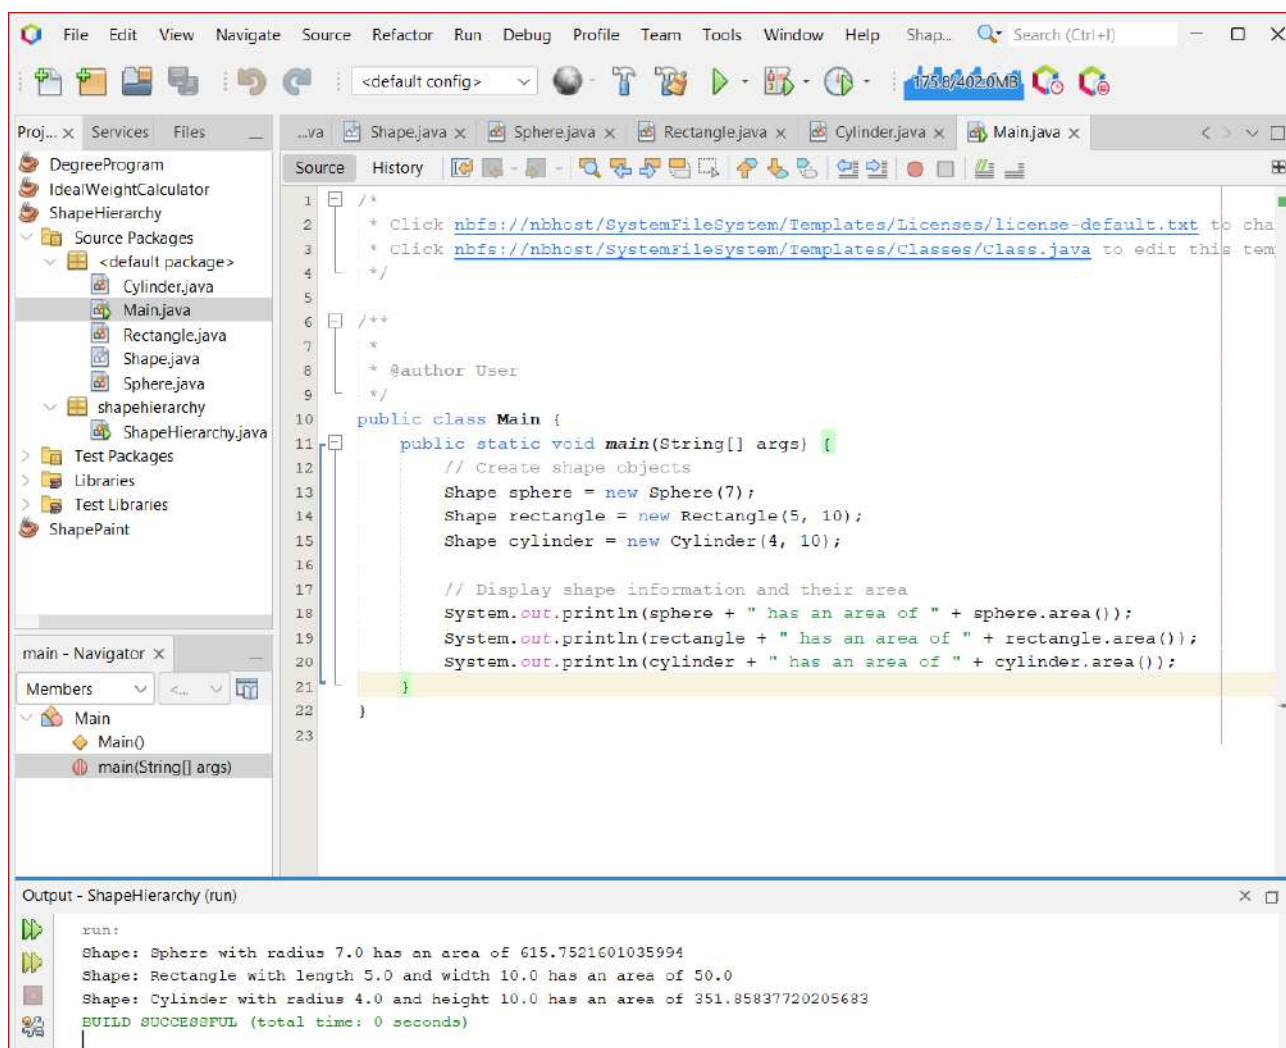 File Edit View Navigate Source Refactor Run Debug Profile Team Tools Window Help Shap... Search (Ctrl+I)
<default config> 175.8/402.0MB
Proj... Services Files
...va Shape.java Sphere.java Rectangle.java Cylinder.java Main.java
Source History
DegreeProgram
IdealWeightCalculator
ShapeHierarchy
Source Packages
<default package>
Cylinder.java
Main.java
Rectangle.java
Shape.java
Sphere.java
shapehierarchy
ShapeHierarchy.java
Test Packages
Libraries
Test Libraries
ShapePaint
main - Navigator
Members <...
Main
Main()
main(String[] args)
1 /*
2 * Click nbfs://nbhost/SystemFileSystem/Templates/Licenses/license-default.txt to cha
3 * Click nbfs://nbhost/SystemFileSystem/Templates/Classes/Class.java to edit this tem
4 */
5
6 /**
7 *
8 * @author User
9 */
10 public class Main {
11 public static void main(String[] args) {
12 // Create shape objects
13 Shape sphere = new Sphere(7);
14 Shape rectangle = new Rectangle(5, 10);
15 Shape cylinder = new Cylinder(4, 10);
16
17 // Display shape information and their area
18 System.out.println(sphere + " has an area of " + sphere.area());
19 System.out.println(rectangle + " has an area of " + rectangle.area());
20 System.out.println(cylinder + " has an area of " + cylinder.area());
21 }
22 }
23
Output - ShapeHierarchy (run)
run:
Shape: Sphere with radius 7.0 has an area of 615.7521601035994
Shape: Rectangle with length 5.0 and width 10.0 has an area of 50.0
Shape: Cylinder with radius 4.0 and height 10.0 has an area of 351.85837720205683
BUILD SUCCESSFUL (total time: 0 seconds)